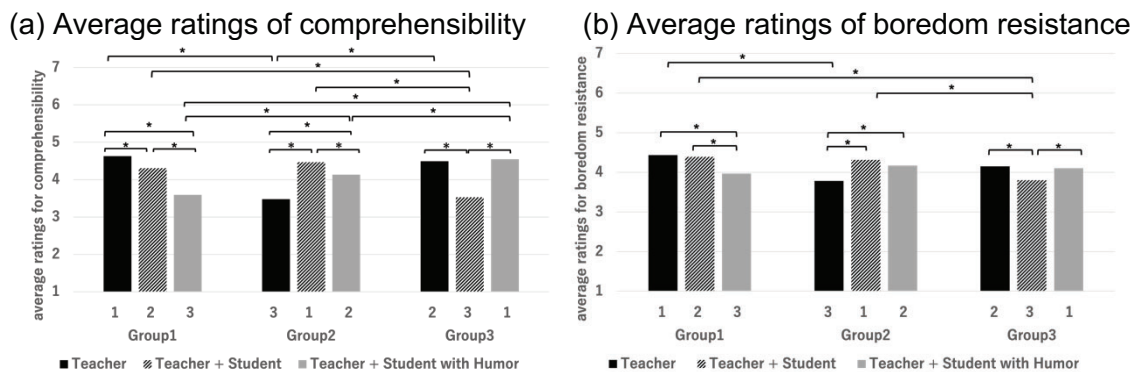 (a) Average ratings of comprehensibility
average ratings for comprehensibility
7
6
5
4
3
2
1
* * *
*
*
*
*
* *
* *
* * * * * *
1 2 3 3 1 2 2 3 1
Group1 Group2 Group3
Teacher Teacher + Student Teacher + Student with Humor
(b) Average ratings of boredom resistance
average ratings for boredom resistance
7
6
5
4
3
2
1
*
*
*
* *
* * * *
1 2 3 3 1 2 2 3 1
Group1 Group2 Group3
Teacher Teacher + Student Teacher + Student with Humor